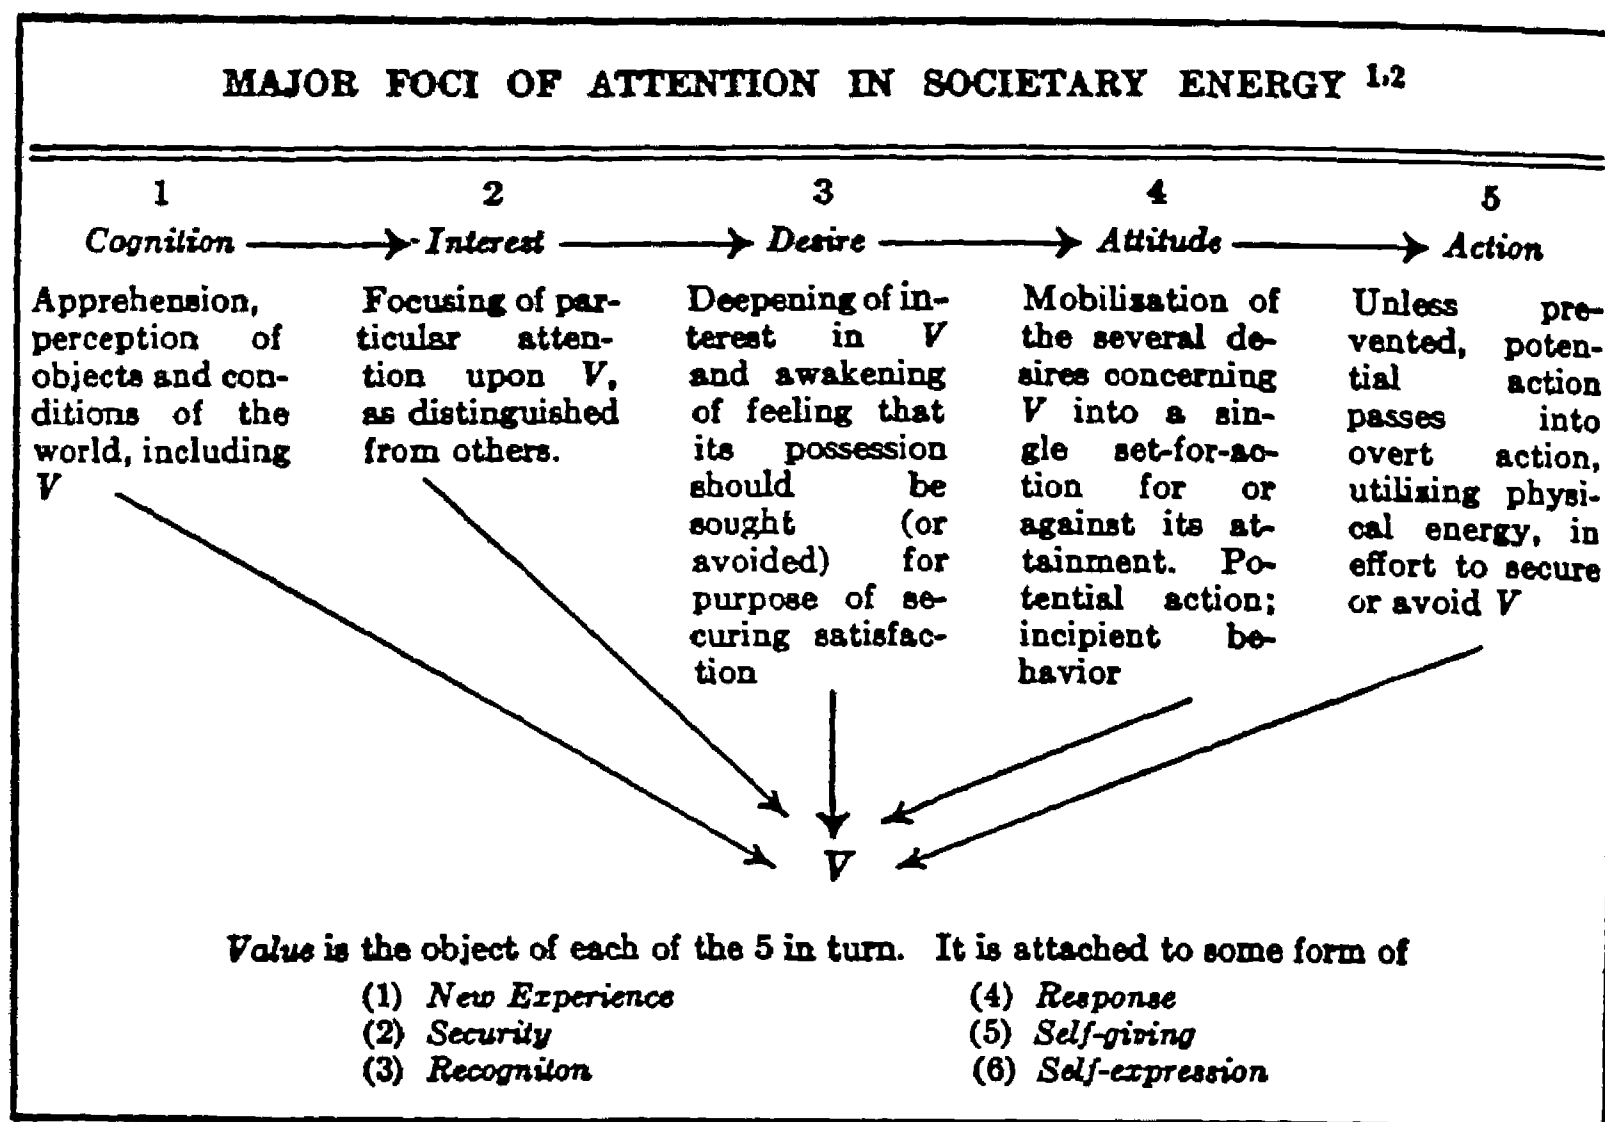 MAJOR FOCI OF ATTENTION IN SOCIETARY ENERGY 1,2
1 2 3 4 5
Cognition Interest Desire Attitude Action
Apprehension,
perception of
objects and con-
ditions of the
world, including
V
Focusing of par-
ticular atten-
tion upon V,
as distinguished
from others.
Deepening of in-
terest in V
and awakening
of feeling that
its possession
should be
sought (or
avoided) for
purpose of se-
curing satisfac-
tion
Mobilization of
the several de-
sires concerning
V into a sin-
gle set-for-ac-
tion for or
against its at-
tainment. Po-
tential action;
incipient be-
havior
Unless pre-
vented, poten-
tial action
passes into
overt action,
utilizing physi-
cal energy, in
effort to secure
or avoid V
V
Value is the object of each of the 5 in turn. It is attached to some form of
(1) New Experience
(2) Security
(3) Recogniton
(4) Response
(5) Self-giving
(6) Self-expression